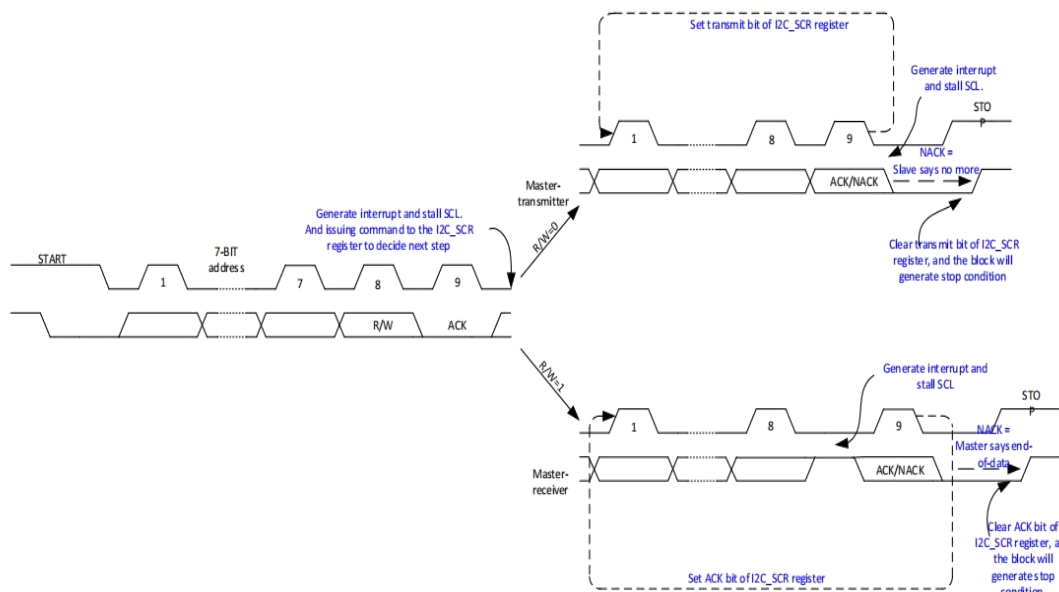 Set transmit bit of I2C_SCR register
Generate interrupt
and stall SCL.
STO
P
1
8
9
NACK =
Slave says no more
ACK/NACK
Master-
transmitter
R/W=0
Clear transmit bit of I2C_SCR
register, and the block will
generate stop condition
Generate interrupt and stall SCL.
And issuing command to the I2C_SCR
register to decide next step
START
7-BIT
address
1
7
8
9
R/W
ACK
R/W=1
Generate interrupt and
stall SCL
STO
P
1
8
9
NACK =
Master says end-
of-data
ACK/NACK
Master-
receiver
Clear ACK bit of
I2C_SCR register, a
the block will
generate stop
condition
Set ACK bit of I2C_SCR register